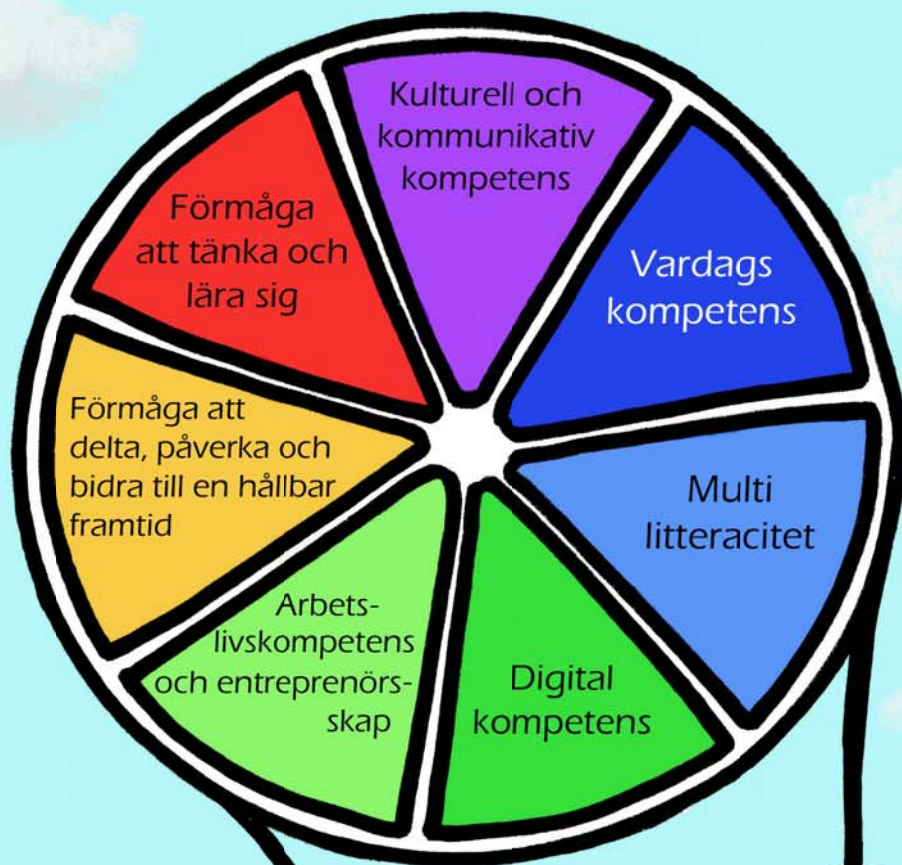 Kulturell och
kommunikativ
kompetens
Vardags
kompetens
Multi
litteracitet
Digital
kompetens
Arbets-
livskompetens
och entreprenörs-
skap
Förmåga att
delta, påverka och
bidra till en hållbar
framtid
Förmåga
att tänka och
lära sig